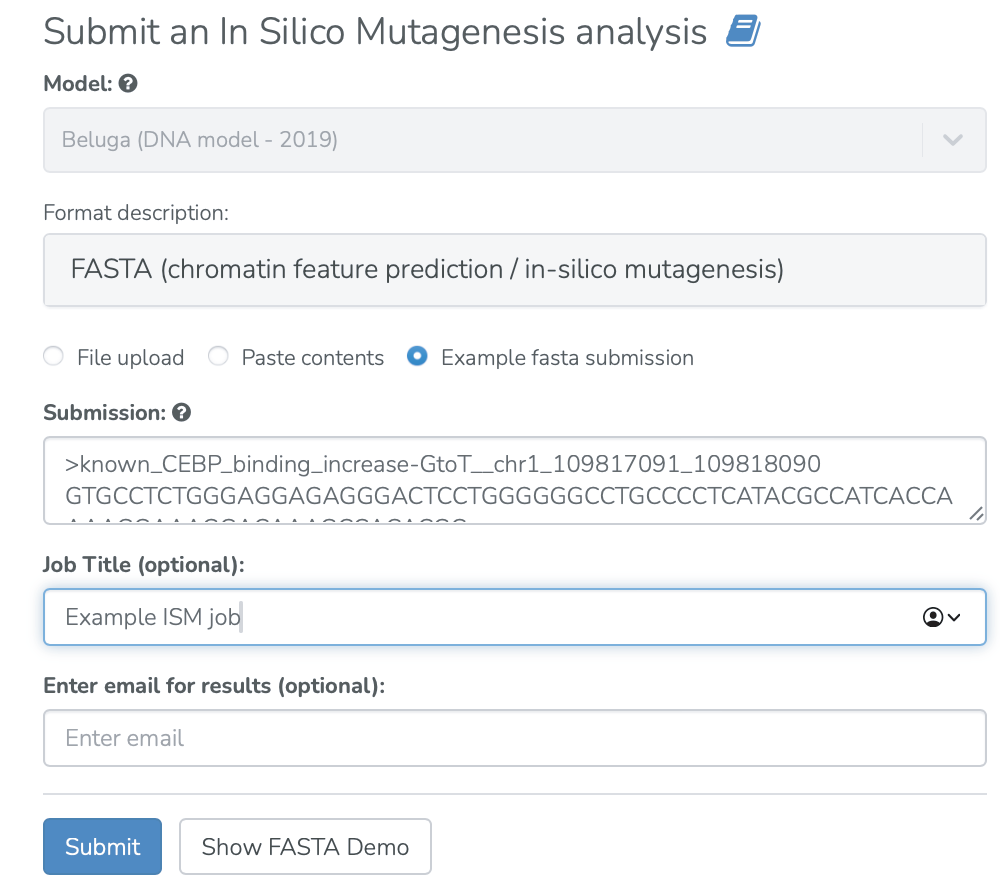 Submit an In Silico Mutagenesis analysis
Model:
Beluga (DNA model - 2019)
Format description:
FASTA (chromatin feature prediction / in-silico mutagenesis)
File upload Paste contents Example fasta submission
Submission:
>known_CEBP_binding_increase-GtoT__chr1_109817091_109818090
GTGCCTCTGGGAGGAGAGGGACTCCTGGGGGGCCTGCCCCTCATACGCCATCACCA
Job Title (optional):
Example ISM job
Enter email for results (optional):
Enter email
Submit Show FASTA Demo